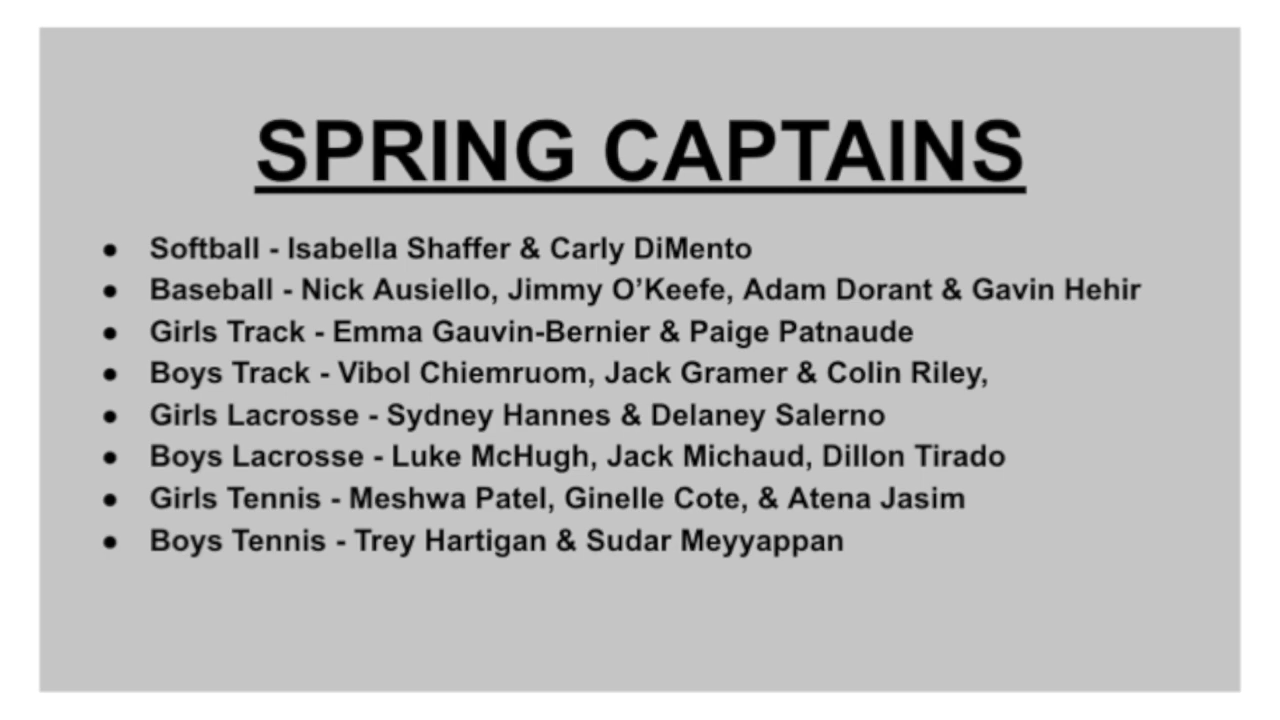 SPRING CAPTAINS
● Softball - Isabella Shaffer & Carly DiMento
● Baseball - Nick Ausiello, Jimmy O’Keefe, Adam Dorant & Gavin Hehir
● Girls Track - Emma Gauvin-Bernier & Paige Patnaude
● Boys Track - Vibol Chiemruom, Jack Gramer & Colin Riley,
● Girls Lacrosse - Sydney Hannes & Delaney Salerno
● Boys Lacrosse - Luke McHugh, Jack Michaud, Dillon Tirado
● Girls Tennis - Meshwa Patel, Ginelle Cote, & Atena Jasim
● Boys Tennis - Trey Hartigan & Sudar Meyyappan